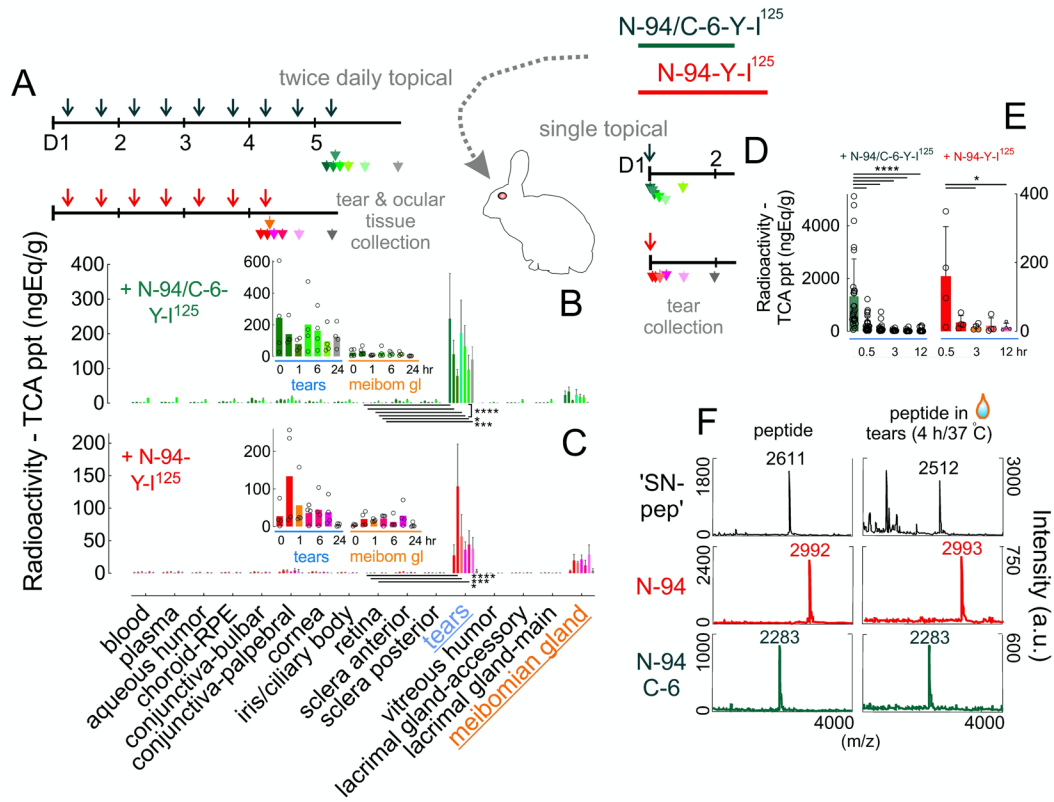 N-94/C-6-Y-I125
N-94-Y-I125
A
twice daily topical
D1 2 3 4 5
tear & ocular
tissue
collection
single topical
D1 2
tear
collection
D
E
+ N-94/C-6-Y-I125
+ N-94-Y-I125
****
*
Radioactivity -
TCA ppt (ngEq/g)
5000
4000
2000
0
400
200
0
0.5 3 12
0.5 3 12 hr
Radioactivity - TCA ppt (ngEq/g)
B
+ N-94/C-6-
Y-I125
400
300
200
100
0
600
400
200
0
0 1 6 24
0 1 6 24 hr
tears
meibom gl
****
*
***
C
+ N-94-
Y-I125
200
150
100
50
0
200
100
0
0 1 6 24
0 1 6 24 hr
tears
meibom gl
****
***
*
blood
plasma
aqueous humor
choroid-RPE
conjunctiva-bulbar
conjunctiva-palpebral
cornea
iris/ciliary body
retina
sclera anterior
sclera posterior
tears
vitreous humor
lacrimal gland-accessory
lacrimal gland-main
meibomian gland
F
peptide
peptide in
tears (4 h/37 °C)
'SN-
pep'
1800
0
2611
2512
3000
N-94
2400
0
2992
2993
750
N-94
C-6
1000
0
2283
2283
600
4000
4000
(m/z)
Intensity (a.u.)